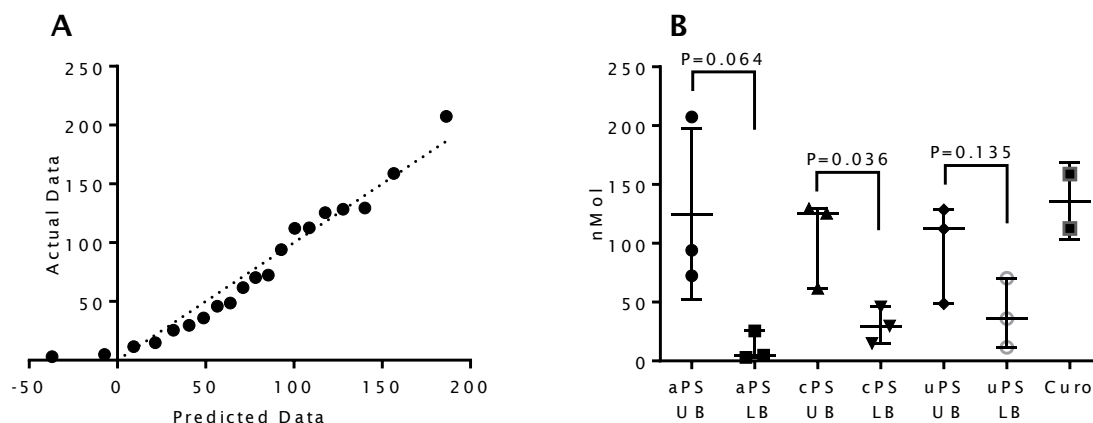 A
250
200
150
100
50
-50
0
50
100
150
200
Actual Data
Predicted Data
B
250
200
150
100
50
0
nMol
P=0.064
P=0.036
P=0.135
aPS UB
aPS LB
cPS UB
cPS LB
uPS UB
uPS LB
Curo